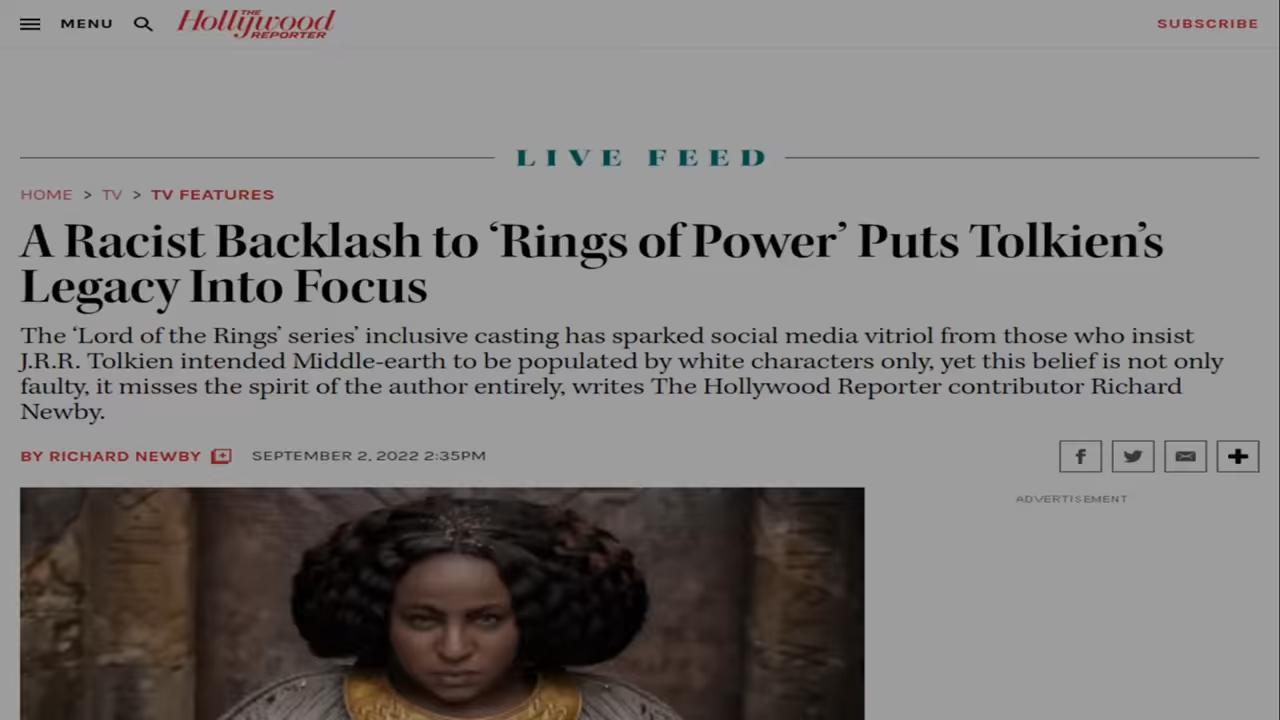 MENU
THE
Hollywood
REPORTER
SUBSCRIBE
LIVE FEED
HOME > TV > TV FEATURES
A Racist Backlash to ‘Rings of Power’ Puts Tolkien’s
Legacy Into Focus
The ‘Lord of the Rings’ series’ inclusive casting has sparked social media vitriol from those who insist
J.R.R. Tolkien intended Middle-earth to be populated by white characters only, yet this belief is not only
faulty, it misses the spirit of the author entirely, writes The Hollywood Reporter contributor Richard
Newby.
BY RICHARD NEWBY
SEPTEMBER 2, 2022 2:35PM
ADVERTISEMENT